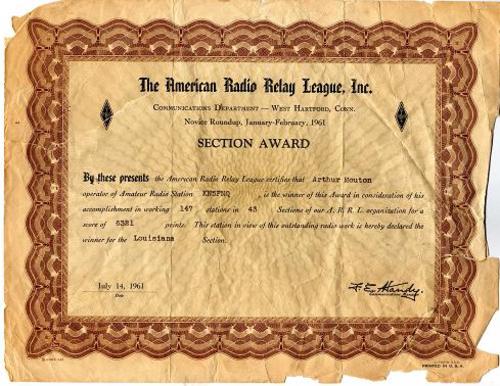 The American Radio Relay League, Inc.
Communications Department — West Hartford, Conn.
Novice Roundup, January-February, 1961
SECTION AWARD
By these presents the American Radio Relay League certifies that Arthur Mouton
operator of Amateur Radio Station KN5FNQ, is the winner of this Award in consideration of his
accomplishment in working 147 stations in 43 Sections of our A. R. R. L. organization for a
score of 6321 points. This station in view of this outstanding radio work is hereby declared the
winner for the Louisiana Section.
July 14, 1961
Date
F. E. Handy.
Communications Mgr.
PRINTED IN U. S. A.